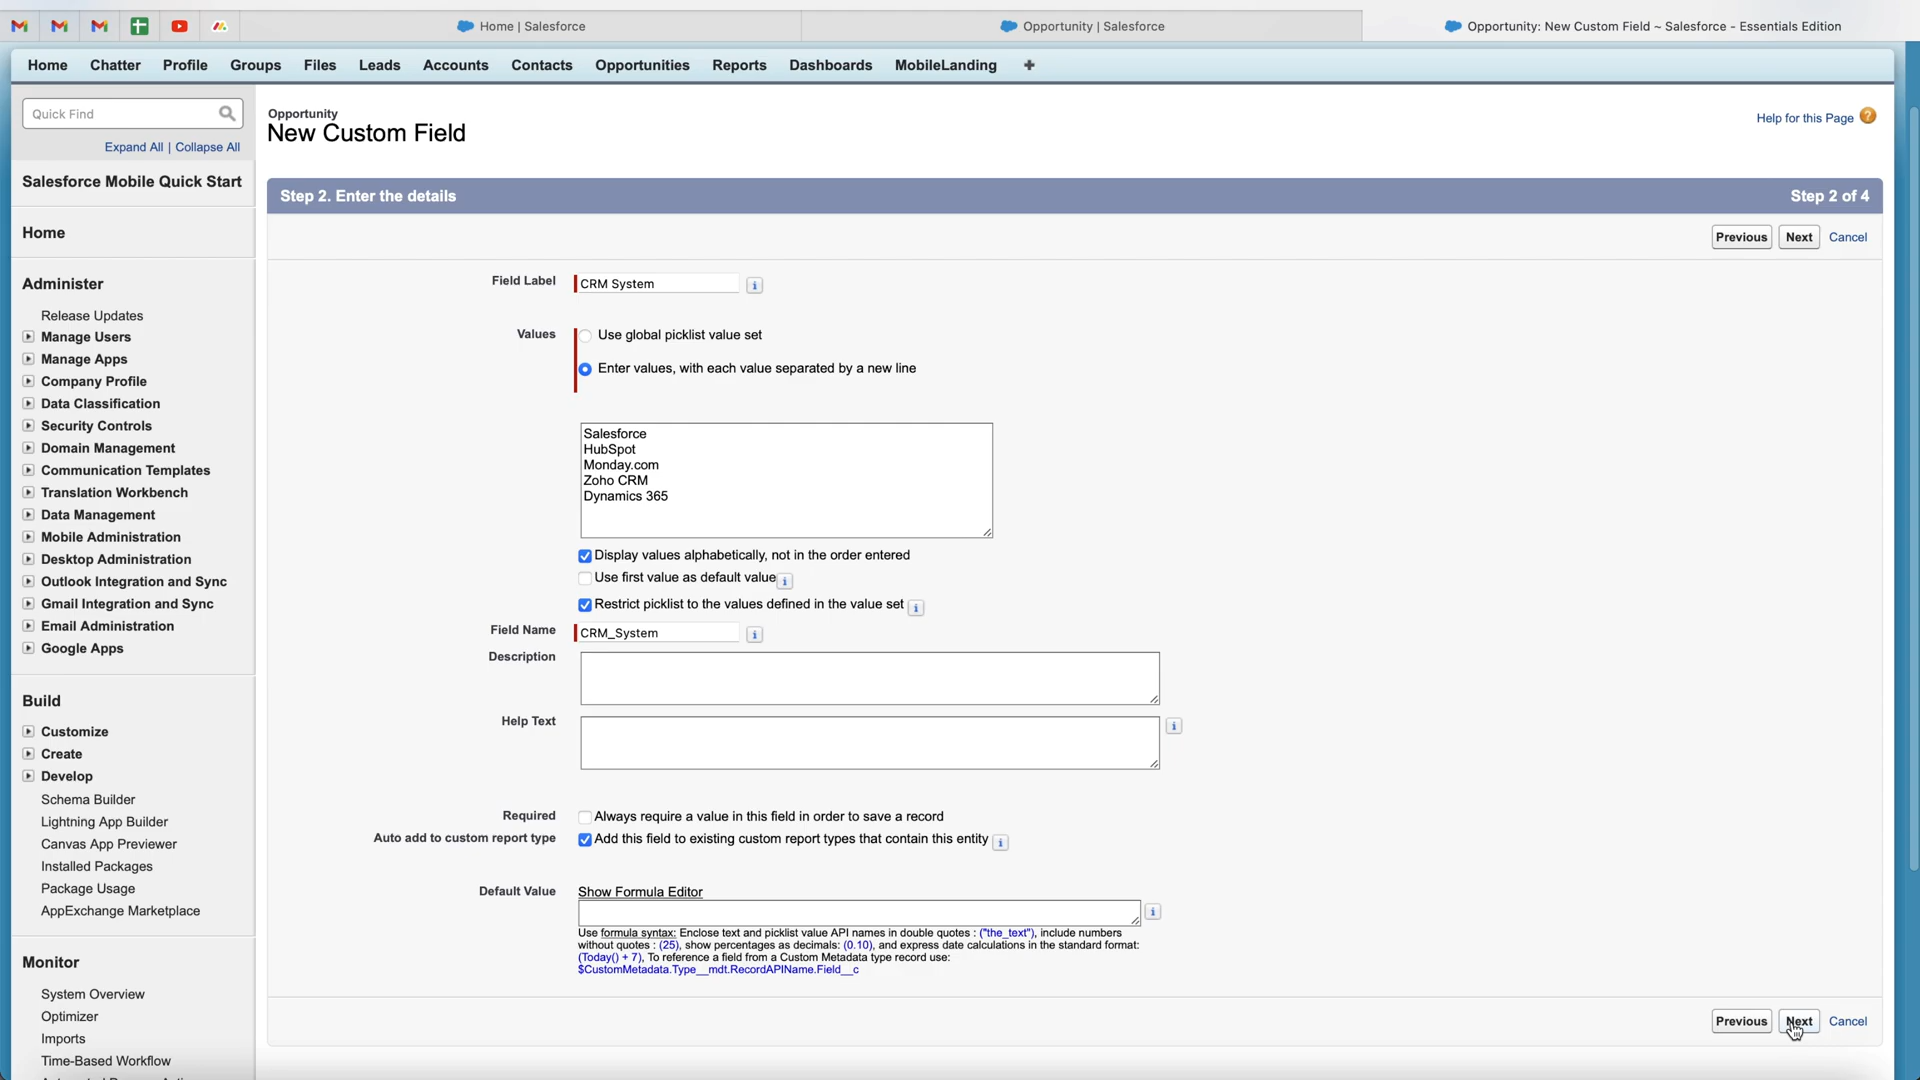 Home | Salesforce
Opportunity | Salesforce
Opportunity: New Custom Field ~ Salesforce - Essentials Edition
Home Chatter Profile Groups Files Leads Accounts Contacts Opportunities Reports Dashboards MobileLanding +
Quick Find
Expand All | Collapse All
Salesforce Mobile Quick Start
Home
Administer
Release Updates
Manage Users
Manage Apps
Company Profile
Data Classification
Security Controls
Domain Management
Communication Templates
Translation Workbench
Data Management
Mobile Administration
Desktop Administration
Outlook Integration and Sync
Gmail Integration and Sync
Email Administration
Google Apps
Build
Customize
Create
Develop
Schema Builder
Lightning App Builder
Canvas App Previewer
Installed Packages
Package Usage
AppExchange Marketplace
Monitor
System Overview
Optimizer
Imports
Time-Based Workflow
Opportunity
New Custom Field
Help for this Page ?
Step 2. Enter the details
Step 2 of 4
Previous Next Cancel
Field Label CRM System i
Values Use global picklist value set
Enter values, with each value separated by a new line
Salesforce
HubSpot
Monday.com
Zoho CRM
Dynamics 365
Display values alphabetically, not in the order entered
Use first value as default value i
Restrict picklist to the values defined in the value set i
Field Name CRM_System i
Description
Help Text i
Required Always require a value in this field in order to save a record
Auto add to custom report type Add this field to existing custom report types that contain this entity i
Default Value Show Formula Editor
i
Use formula syntax: Enclose text and picklist value API names in double quotes : ("the_text"), include numbers
without quotes : (25), show percentages as decimals: (0.10), and express date calculations in the standard format:
(Today() + 7), To reference a field from a Custom Metadata type record use:
$CustomMetadata.Type__mdt.RecordAPIName.Field__c
Previous Next Cancel